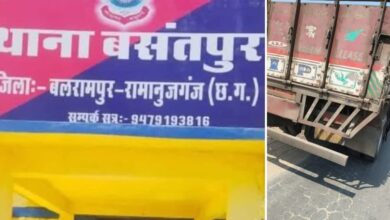 थाना बसंतपुर
जिलाः- बलरामपुर-रामानुजगंज (छ.ग.)
सम्पर्क सूत्रः- 9479193816